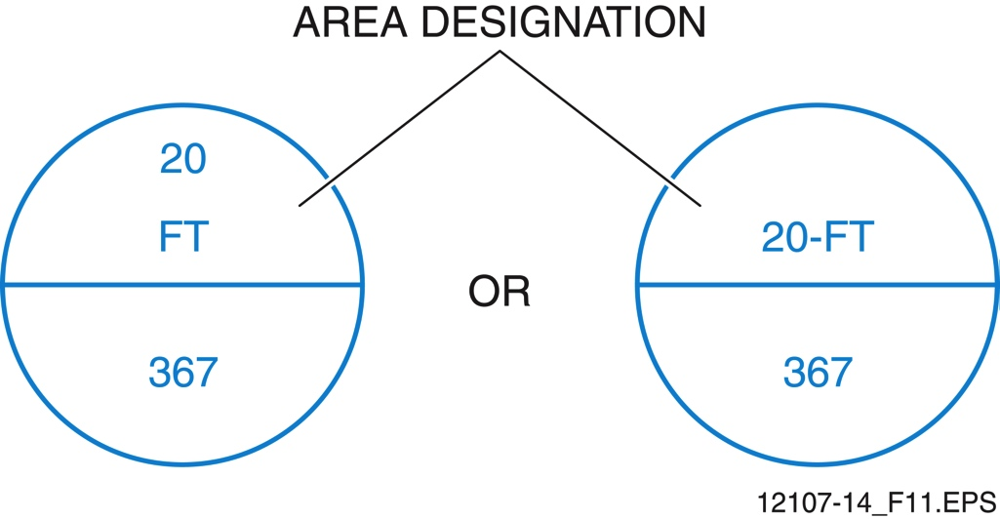 AREA DESIGNATION
20
FT
367
OR
20-FT
367
12107-14_F11.EPS